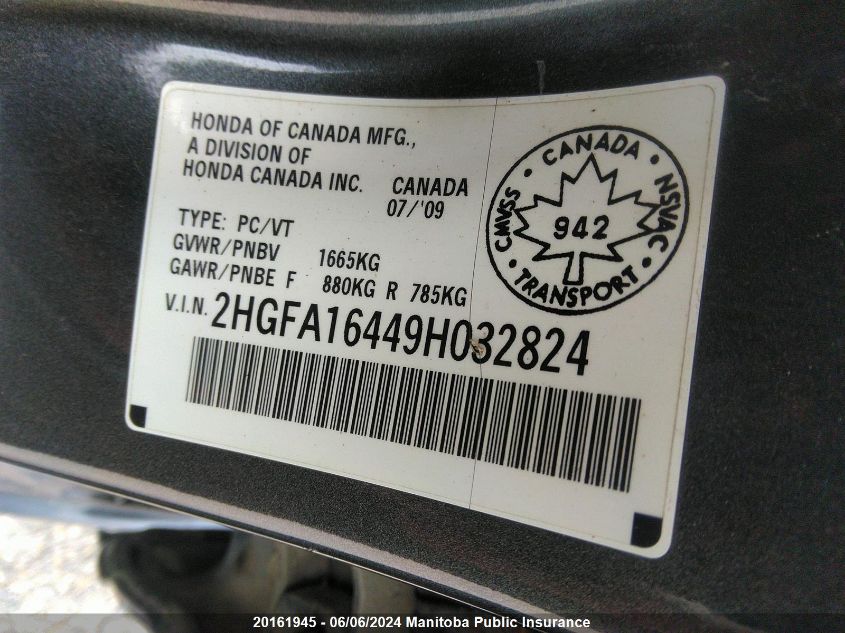 HONDA OF CANADA MFG.,
A DIVISION OF
HONDA CANADA INC. CANADA
07/'09
TYPE: PC/VT
GVWR/PNBV 1665KG
GAWR/PNBE F 880KG R 785KG
V.I.N. 2HGFA16449H032824
CMVSS • CANADA • NSVAC • TRANSPORT •
942
20161945 - 06/06/2024 Manitoba Public Insurance